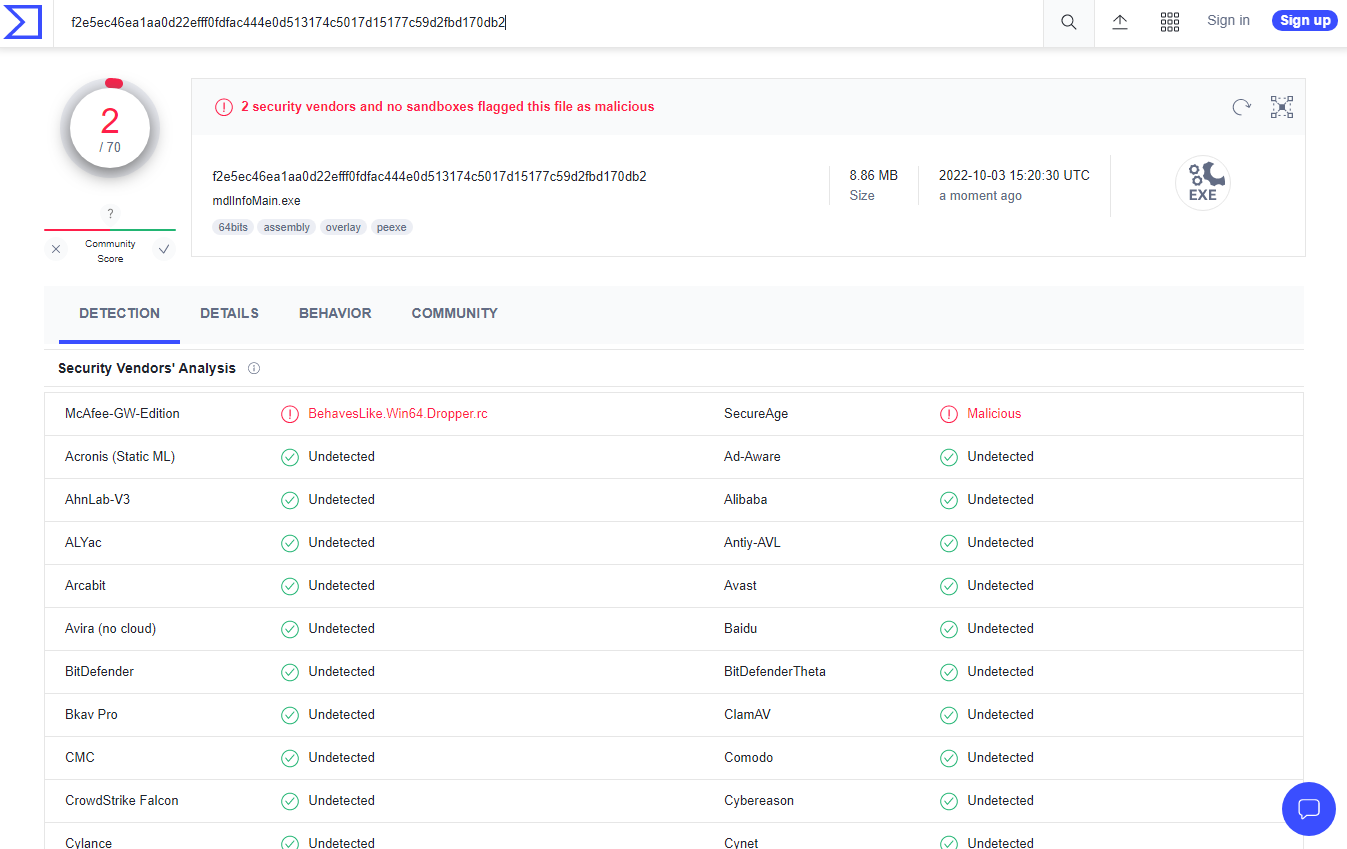 f2e5ec46ea1aa0d22efff0fdfac444e0d513174c5017d15177c59d2fbd170db2
Sign in
Sign up
2
/ 70
?
Community
Score
2 security vendors and no sandboxes flagged this file as malicious
f2e5ec46ea1aa0d22efff0fdfac444e0d513174c5017d15177c59d2fbd170db2
mdlInfoMain.exe
64bits assembly overlay peexe
8.86 MB
Size
2022-10-03 15:20:30 UTC
a moment ago
EXE
DETECTION DETAILS BEHAVIOR COMMUNITY
Security Vendors' Analysis
McAfee-GW-Edition BehavesLike.Win64.Dropper.rc SecureAge Malicious
Acronis (Static ML) Undetected Ad-Aware Undetected
AhnLab-V3 Undetected Alibaba Undetected
ALYac Undetected Antiy-AVL Undetected
Arcabit Undetected Avast Undetected
Avira (no cloud) Undetected Baidu Undetected
BitDefender Undetected BitDefenderTheta Undetected
Bkav Pro Undetected ClamAV Undetected
CMC Undetected Comodo Undetected
CrowdStrike Falcon Undetected Cybereason Undetected
Cylance Undetected Cynet Undetected